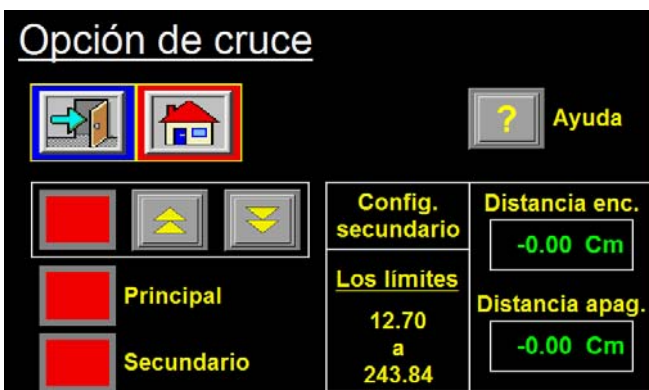 Opción de cruce
?
Ayuda
Config.
secundario
Distancia enc.
-0.00 Cm
Principal
Los límites
12.70
a
243.84
Distancia apag.
-0.00 Cm
Secundario